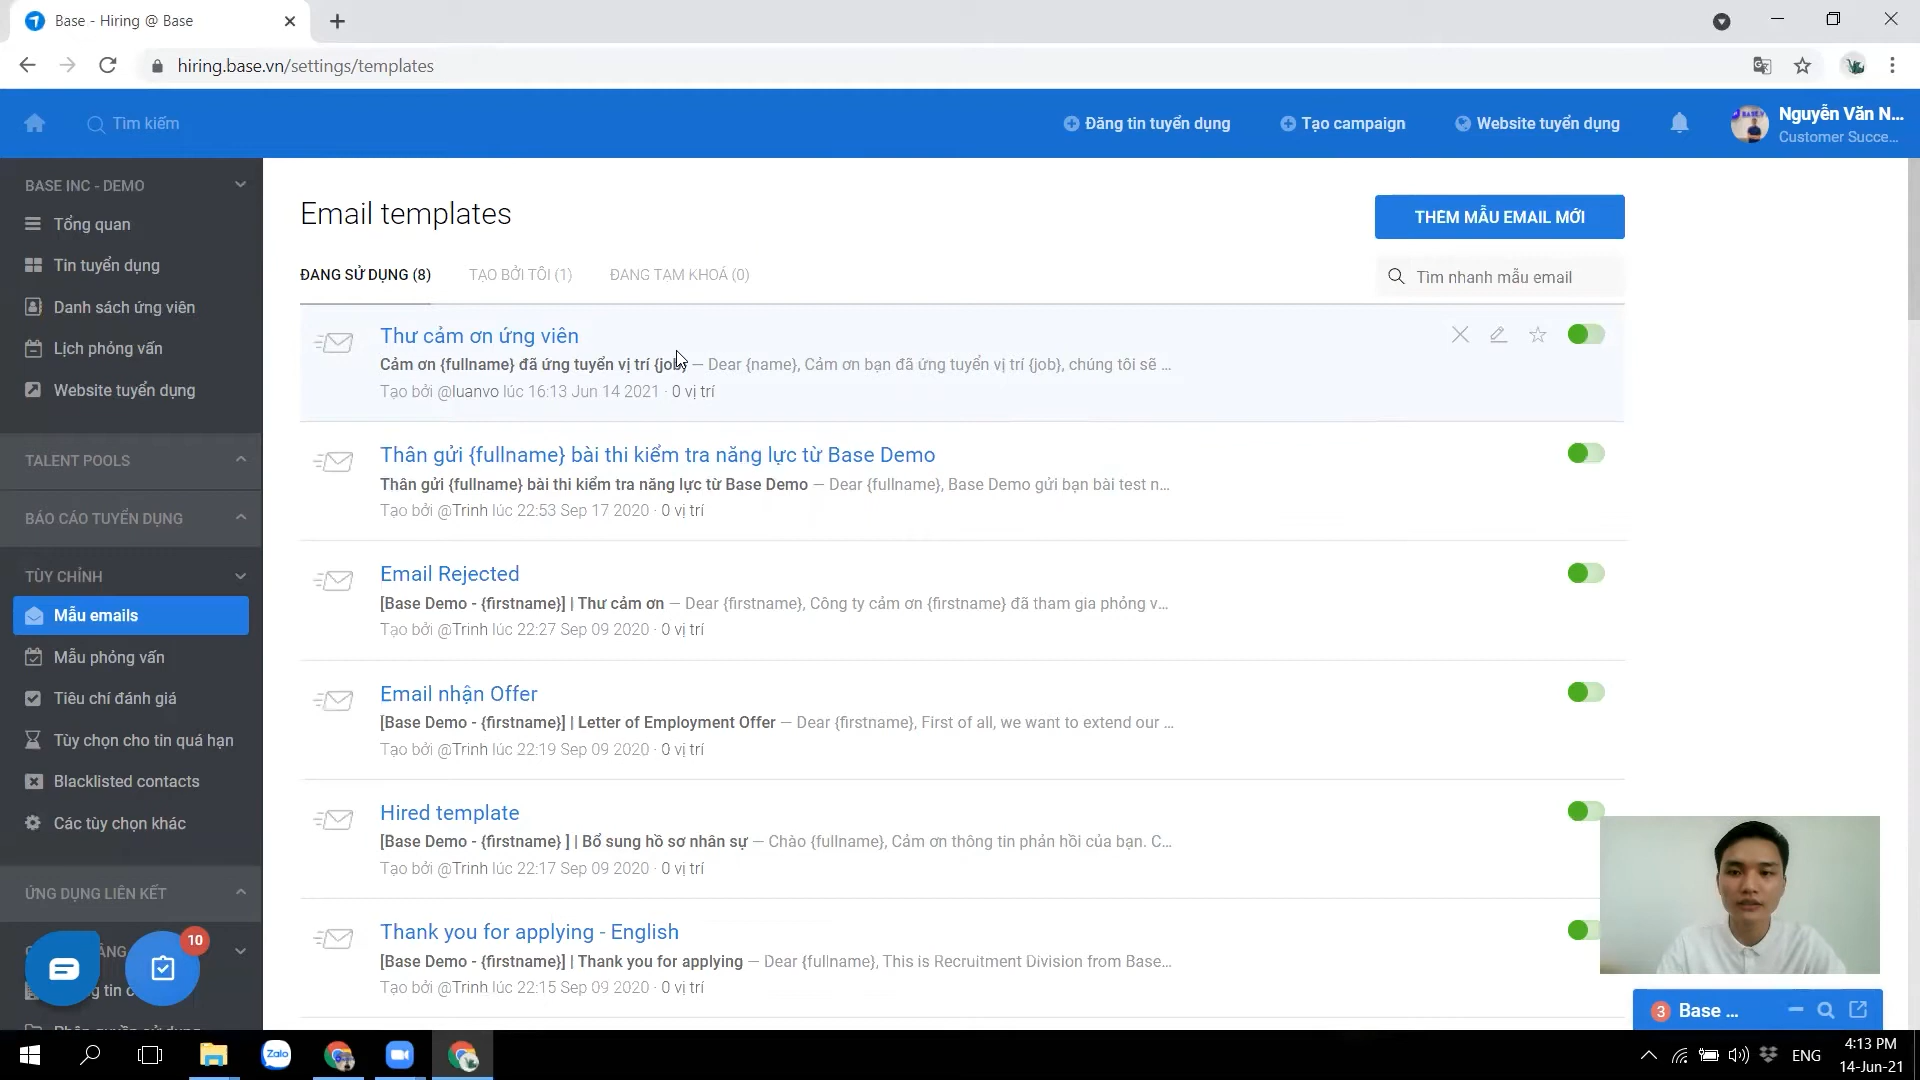 Base - Hiring @ Base
hiring.base.vn/settings/templates
Tìm kiếm
Đăng tin tuyển dụng
Tạo campaign
Website tuyển dụng
Nguyễn Văn N...
Customer Succe...
BASE INC - DEMO
Tổng quan
Tin tuyển dụng
Danh sách ứng viên
Lịch phỏng vấn
Website tuyển dụng
TALENT POOLS
BÁO CÁO TUYỂN DỤNG
TÙY CHỈNH
Mẫu emails
Mẫu phỏng vấn
Tiêu chí đánh giá
Tùy chọn cho tin quá hạn
Blacklisted contacts
Các tùy chọn khác
ỨNG DỤNG LIÊN KẾT
10
Email templates
THÊM MẪU EMAIL MỚI
ĐANG SỬ DỤNG (8)
TẠO BỞI TÔI (1)
ĐANG TẠM KHOÁ (0)
Tìm nhanh mẫu email
Thư cảm ơn ứng viên
Cảm ơn {fullname} đã ứng tuyển vị trí {job} — Dear {name}, Cảm ơn bạn đã ứng tuyển vị trí {job}, chúng tôi sẽ ...
Tạo bởi @luanvo lúc 16:13 Jun 14 2021 · 0 vị trí
Thân gửi {fullname} bài thi kiểm tra năng lực từ Base Demo
Thân gửi {fullname} bài thi kiểm tra năng lực từ Base Demo — Dear {fullname}, Base Demo gửi bạn bài test n...
Tạo bởi @Trinh lúc 22:53 Sep 17 2020 · 0 vị trí
Email Rejected
[Base Demo - {firstname}] | Thư cảm ơn — Dear {firstname}, Công ty cảm ơn {firstname} đã tham gia phỏng v...
Tạo bởi @Trinh lúc 22:27 Sep 09 2020 · 0 vị trí
Email nhận Offer
[Base Demo - {firstname}] | Letter of Employment Offer — Dear {firstname}, First of all, we want to extend our ...
Tạo bởi @Trinh lúc 22:19 Sep 09 2020 · 0 vị trí
Hired template
[Base Demo - {firstname} ] | Bổ sung hồ sơ nhân sự — Chào {fullname}, Cảm ơn thông tin phản hồi của bạn. C...
Tạo bởi @Trinh lúc 22:17 Sep 09 2020 · 0 vị trí
Thank you for applying - English
[Base Demo - {firstname}] | Thank you for applying — Dear {fullname}, This is Recruitment Division from Base...
Tạo bởi @Trinh lúc 22:15 Sep 09 2020 · 0 vị trí
3 Base ...
Zalo
ENG
4:13 PM
14-Jun-21